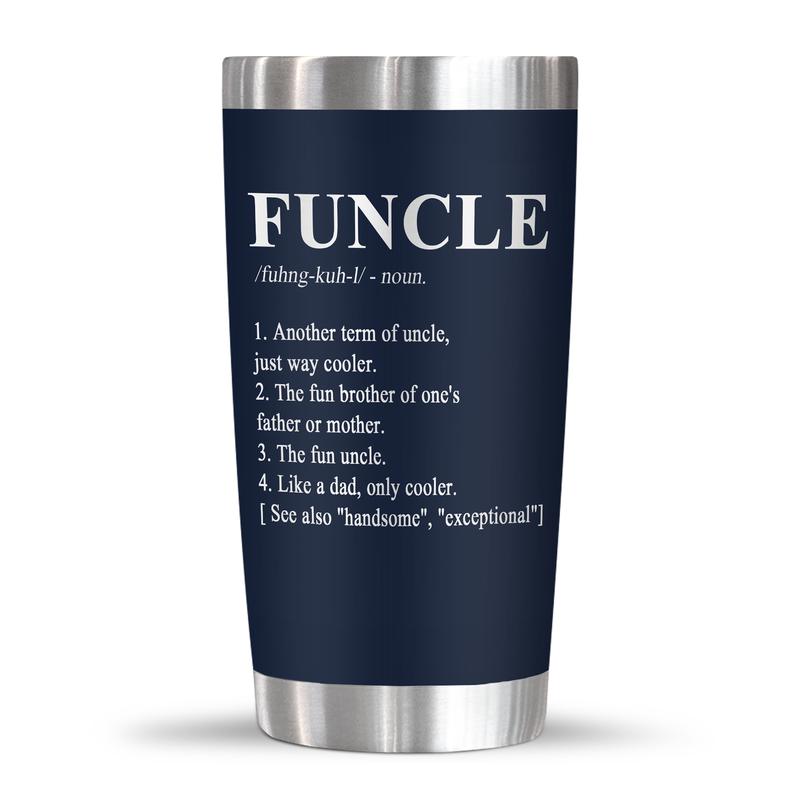 FUNCLE
/fuhng-kuh-l/ - noun.
1. Another term of uncle,
just way cooler.
2. The fun brother of one's
father or mother.
3. The fun uncle.
4. Like a dad, only cooler.
[ See also "handsome", "exceptional"]